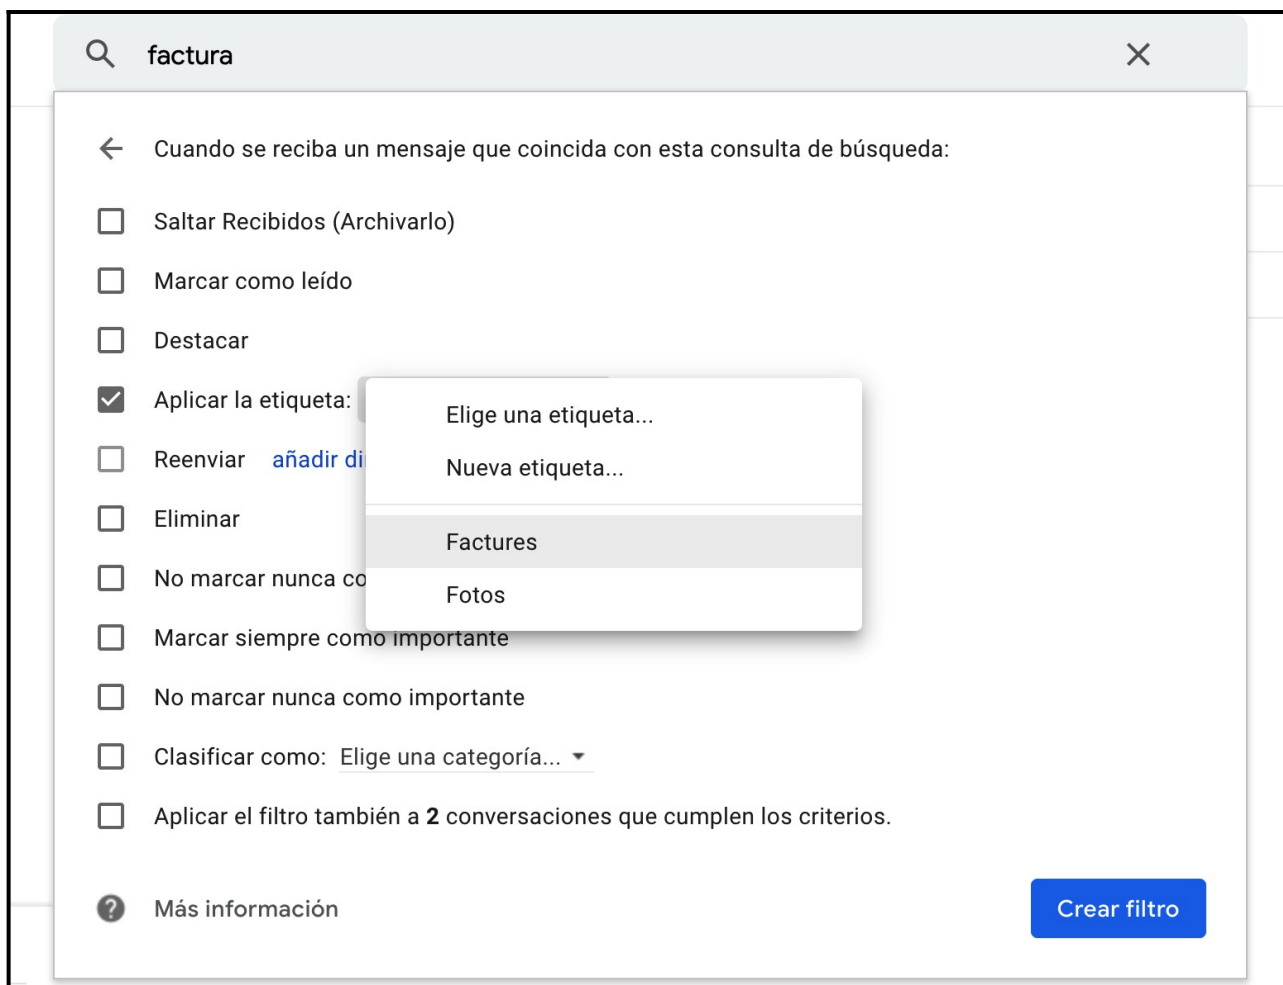 factura
Cuando se reciba un mensaje que coincida con esta consulta de búsqueda:
Saltar Recibidos (Archivarlo)
Marcar como leído
Destacar
Aplicar la etiqueta:
Elige una etiqueta...
Nueva etiqueta...
Factures
Fotos
Reenviar añadir
Eliminar
No marcar nunca
Marcar siempre como importante
No marcar nunca como importante
Clasificar como: Elige una categoría...
Aplicar el filtro también a 2 conversaciones que cumplen los criterios.
Más información
Crear filtro